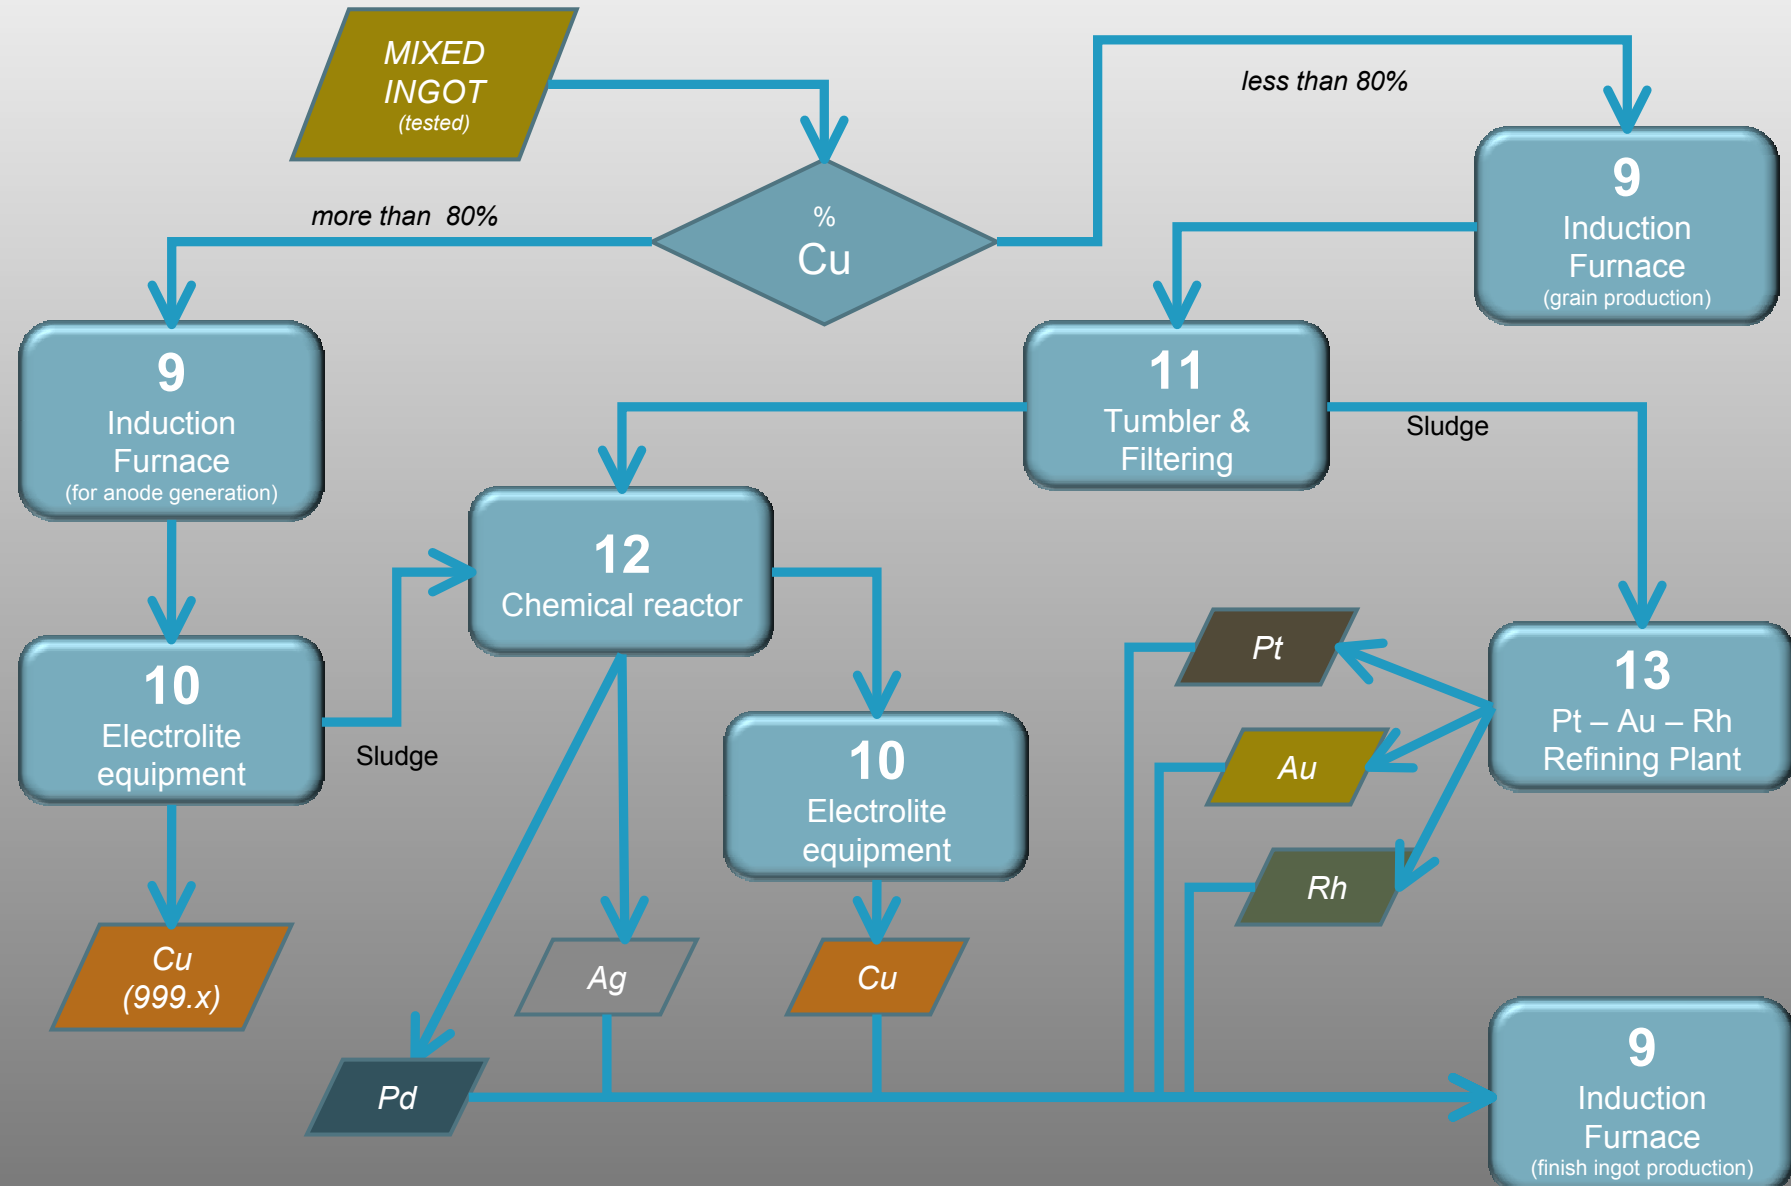 MIXED
INGOT
(tested)
less than 80%
more than 80%
%
Cu
9
Induction
Furnace
(grain production)
9
Induction
Furnace
(for anode generation)
11
Tumbler &
Filtering
Sludge
12
Chemical reactor
10
Electrolite
equipment
Sludge
10
Electrolite
equipment
Pt
Au
Rh
13
Pt – Au – Rh
Refining Plant
Cu
(999.x)
Ag
Cu
Pd
9
Induction
Furnace
(finish ingot production)